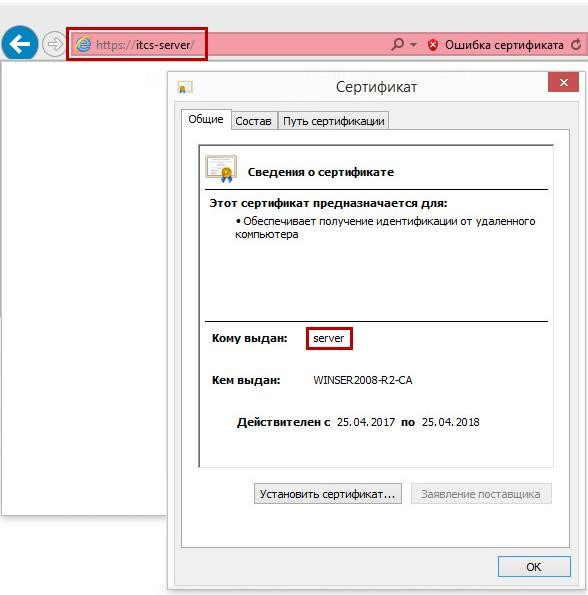 https://itcs-server/
Ошибка сертификата
Сертификат
Общие Состав Путь сертификации
Сведения о сертификате
Этот сертификат предназначается для:
• Обеспечивает получение идентификации от удаленного
компьютера
Кому выдан: server
Кем выдан: WINSER2008-R2-CA
Действителен с 25.04.2017 по 25.04.2018
Установить сертификат... Заявление поставщика
ОК